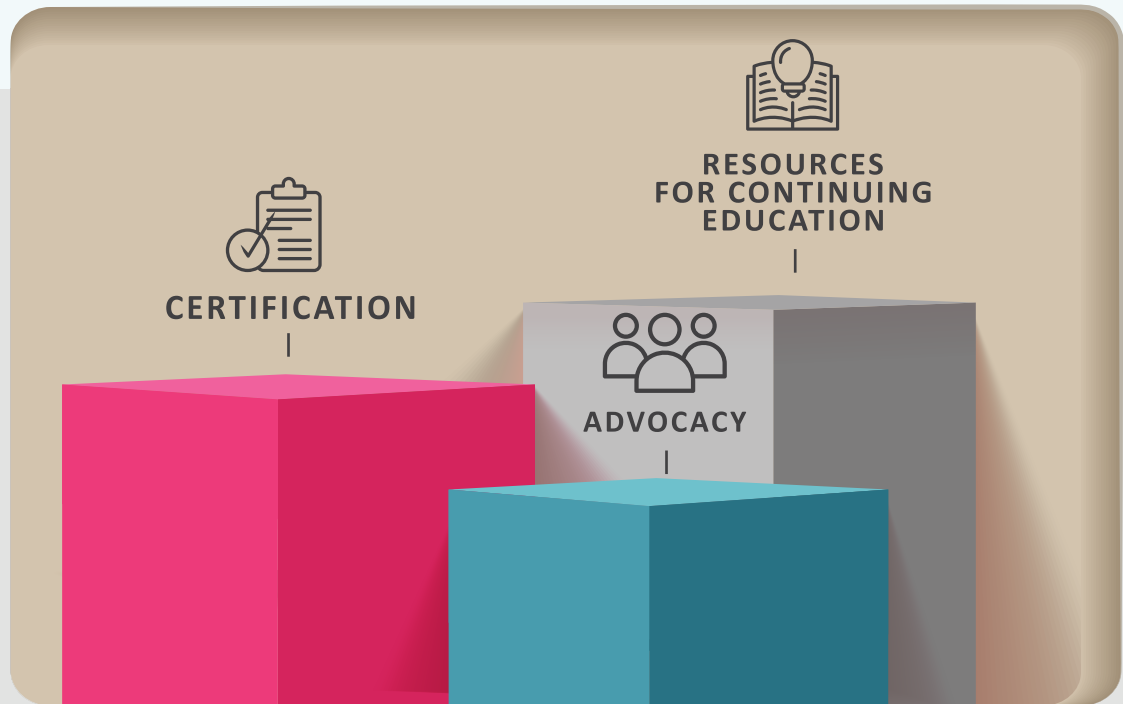 CERTIFICATION
RESOURCES
FOR CONTINUING
EDUCATION
ADVOCACY